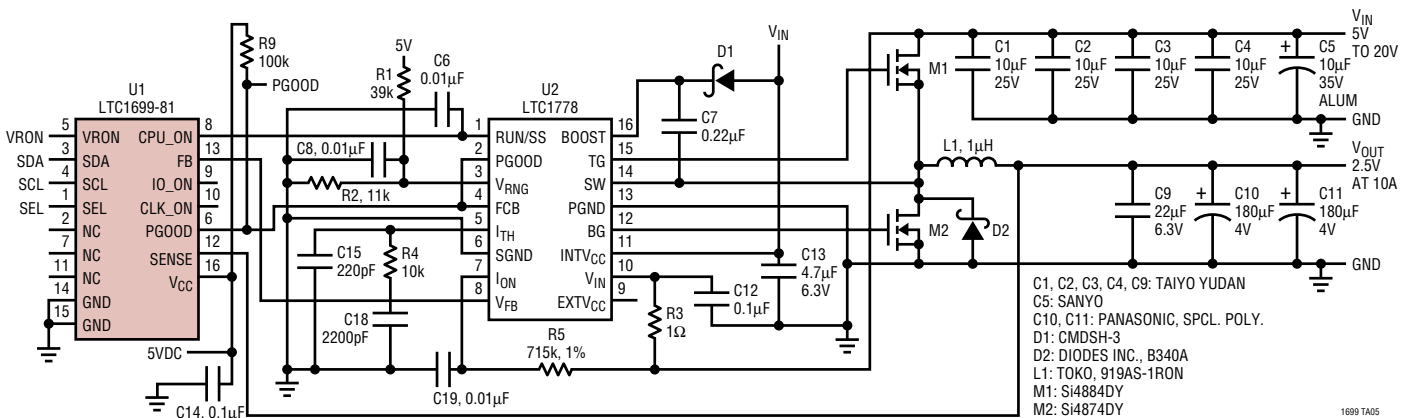 R9
100k
PGOOD
U1
LTC1699-81
VRON
SDA
SCL
SEL
5
3
4
1
2
7
11
14
15
VRON
SDA
SCL
SEL
NC
NC
NC
GND
GND
CPU_ON
FB
IO_ON
CLK_ON
PGOOD
SENSE
VCC
8
13
9
10
6
12
16
5VDC
C14, 0.1µF
5V
R1
39k
C6
0.01µF
C8, 0.01µF
R2, 11k
C15
220pF
R4
10k
C18
2200pF
C19, 0.01µF
R5
715k, 1%
U2
LTC1778
1
2
3
4
5
6
7
8
RUN/SS
PGOOD
VRNG
FCB
ITH
SGND
ION
VFB
BOOST
TG
SW
PGND
BG
INTVCC
VIN
EXTVCC
16
15
14
13
12
11
10
9
D1
VIN
C7
0.22µF
C13
4.7µF
6.3V
C12
0.1µF
R3
1Ω
M1
M2
D2
L1, 1µH
C1
10µF
25V
C2
10µF
25V
C3
10µF
25V
C4
10µF
25V
+
C5
10µF
35V
ALUM
VIN
5V
TO 20V
GND
VOUT
2.5V
AT 10A
C9
22µF
6.3V
+
C10
180µF
4V
+
C11
180µF
4V
GND
C1, C2, C3, C4, C9: TAIYO YUDAN
C5: SANYO
C10, C11: PANASONIC, SPCL. POLY.
D1: CMDSH-3
D2: DIODES INC., B340A
L1: TOKO, 919AS-1RON
M1: Si4884DY
M2: Si4874DY
1699 TA05